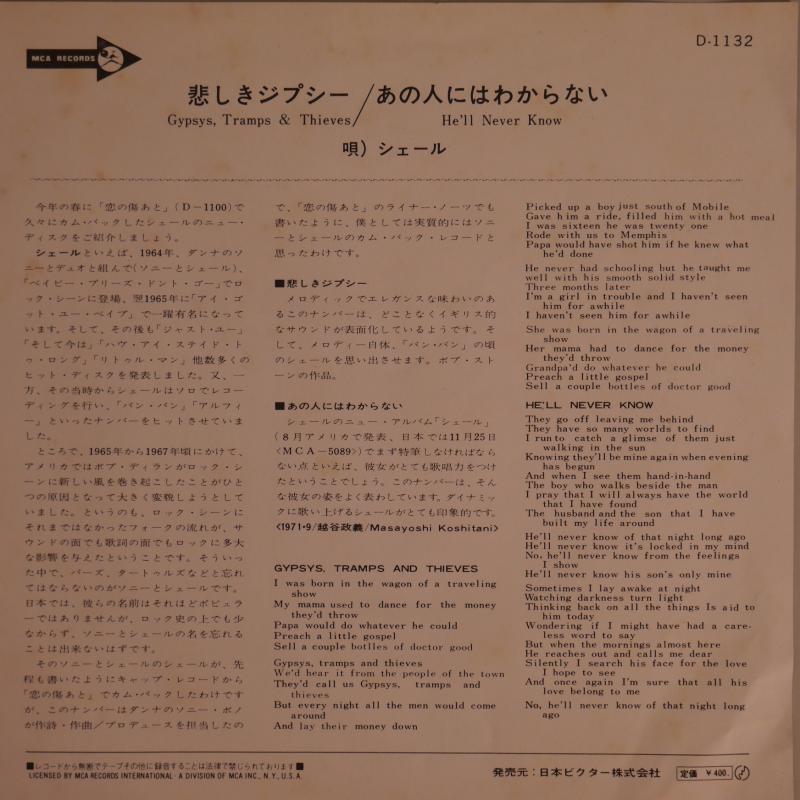 MCA RECORDS
D-1132
悲しきジプシー/あの人にはわからない
Gypsys, Tramps & Thieves/ He'll Never Know
唄) シェール
今年の春に「恋の傷あと」(D-1100)で
久々にカム・バックしたシェールのニュー・
ディスクをご紹介しましょう。
シェールといえば、1964年、ダンナのソ
ニーとデュオと組んで(ソニーとシェール)、
「ベイビー・プリーズ・ドント・ゴー」でロ
ック・シーンに登場、翌1965年に「アイ・ゴ
ット・ユー・ベイブ」で一躍有名になって
います。そして、その後も「ジャスト・ユー」
「そして今は」「ハヴ・アイ・ステイド・ト
ゥ・ロング」「リトゥル・マン」他数多くの
ヒット・ディスクを発表しました。又、一
方、その当時からシェールはソロでレコー
ディングを行い、「バン・バン」「アルフィ
ー」といったナンバーをヒットさせていま
した。
ところで、1965年から1967年頃にかけて、
アメリカではボブ・ディランがロック・シ
ーンに新しい風を巻き起こしたことがひと
つの原因となって大きく変貌しようとして
いました。というのも、ロック・シーンに
それまではなかったフォークの流れが、サ
ウンドの面でも歌詞の面でもロックに多大
な影響を与えたということです。そういっ
た中で、バーズ、タートゥルズなどと忘れ
てはならないのがソニーとシェールです。
日本では、彼らの名前はそれほどポピュラ
ーではありませんが、ロック史の上でも少
なからず、ソニーとシェールの名を忘れる
ことは出来ないはずです。
そのソニーとシェールのシェールが、先
程も書いたようにキャップ・レコードから
「恋の傷あと」でカム・バックしたわけです
が、このナンバーはダンナのソニー・ボノ
が作詩・作曲/プロデュースを担当したの
で、「恋の傷あと」のライナー・ノーツでも
書いたように、僕としては実質的にはソニ
ーとシェールのカム・バック・レコードと
思ったわけです。
■悲しきジプシー
メロディックでエレガンスな味わいのあ
るこのナンバーは、どことなくイギリス的
なサウンドが表面化しているようです。そ
して、メロディー自体、「バン・バン」の頃
のシェールを思い出させます。ボブ・スト
ーンの作品。
■あの人にはわからない
シェールのニュー・アルバム「シェール」
(8月アメリカで発表、日本では11月25日
<MCA-5089>)でまず特筆しなければなら
ない点といえば、彼女がとても歌唱力をつけ
たということでしょう。このナンバーは、そん
な彼女の姿をよく表わしています。ダイナミッ
クに歌い上げるシェールがとても印象的です。
<1971・9/越谷政義/Masayoshi Koshitani>
GYPSYS, TRAMPS AND THIEVES
I was born in the wagon of a traveling
show
My mama used to dance for the money
they'd throw
Papa would do whatever he could
Preach a little gospel
Sell a couple botlles of doctor good
Gypsys, tramps and thieves
We'd hear it from the people of the town
They'd call us Gypsys, tramps and
thieves
But every night all the men would come
around
And lay their money down
Picked up a boy just south of Mobile
Gave him a ride, filled him with a hot meal
I was sixteen he was twenty one
Rode with us to Memphis
Papa would have shot him if he knew what
he'd done
He never had schooling but he taught me
well with his smooth solid style
Three months later
I'm a girl in trouble and I haven't seen
him for awhile
I haven't seen him for awhile
She was born in the wagon of a traveling
show
Her mama had to dance for the money
they'd throw
Grandpa'd do whatever he could
Preach a little gospel
Sell a couple bottles of doctor good
HE'LL NEVER KNOW
They go off leaving me behind
They have so many worlds to find
I run to catch a glimse of them just
walking in the sun
Knowing they'll be mine again when evening
has begun
And when I see them hand-in-hand
The boy who walks beside the man
I pray that I will always have the world
that I have found
The husband and the son that I have
built my life around
He'll never know of that night long ago
He'll never know it's locked in my mind
No, he'll never know from the feelings
I show
He'll never know his son's only mine
Sometimes I lay awake at night
Watching darkness turn light
Thinking back on all the things Is aid to
him today
Wondering if I might have had a care-
less word to say
But when the mornings almost here
He reaches out and calls me dear
Silently I search his face for the love
I hope to see
And once again I'm sure that all his
love belong to me
No, he'll never know of that night long
ago
■レコードから無断でテープその他に録音することは法律で禁じられております■
LICENSED BY MCA RECORDS INTERNATIONAL・A DIVISION OF MCA INC., N.Y., U.S.A.
発売元:日本ビクター株式会社
定価 ¥400.